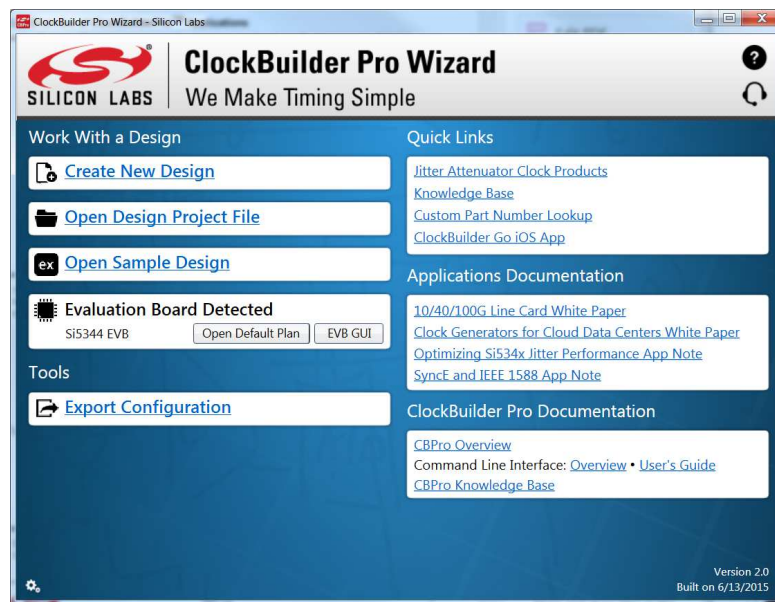 ClockBuilder Pro Wizard - Silicon Labs
SILICON LABS
ClockBuilder Pro Wizard
We Make Timing Simple
Work With a Design
Create New Design
Open Design Project File
ex Open Sample Design
Evaluation Board Detected
Si5344 EVB Open Default Plan EVB GUI
Tools
Export Configuration
Quick Links
Jitter Attenuator Clock Products
Knowledge Base
Custom Part Number Lookup
ClockBuilder Go iOS App
Applications Documentation
10/40/100G Line Card White Paper
Clock Generators for Cloud Data Centers White Paper
Optimizing Si534x Jitter Performance App Note
SyncE and IEEE 1588 App Note
ClockBuilder Pro Documentation
CBPro Overview
Command Line Interface: Overview • User's Guide
CBPro Knowledge Base
Version 2.0
Built on 6/13/2015